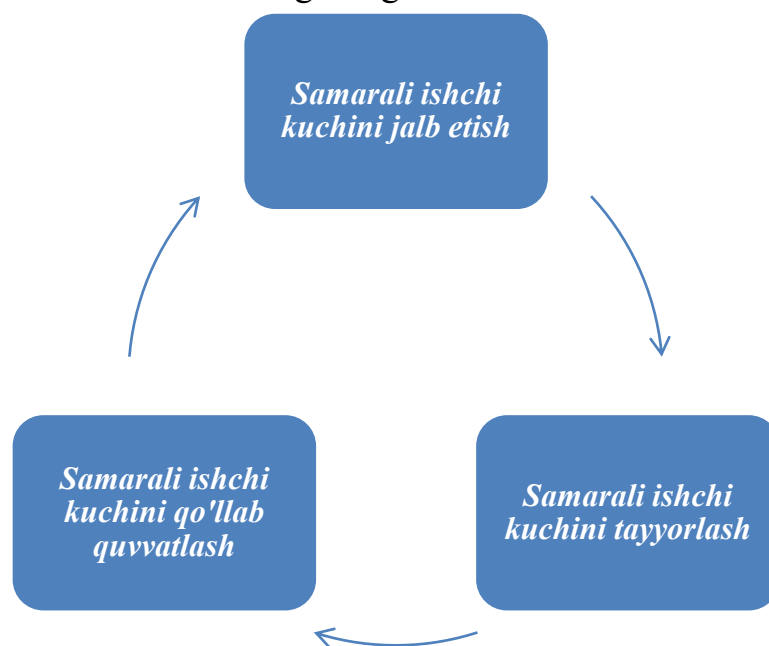 Samarali ishchi
kuchini jalb etish
Samarali ishchi
kuchini qo'llab
quvvatlash
Samarali ishchi
kuchini tayyorlash